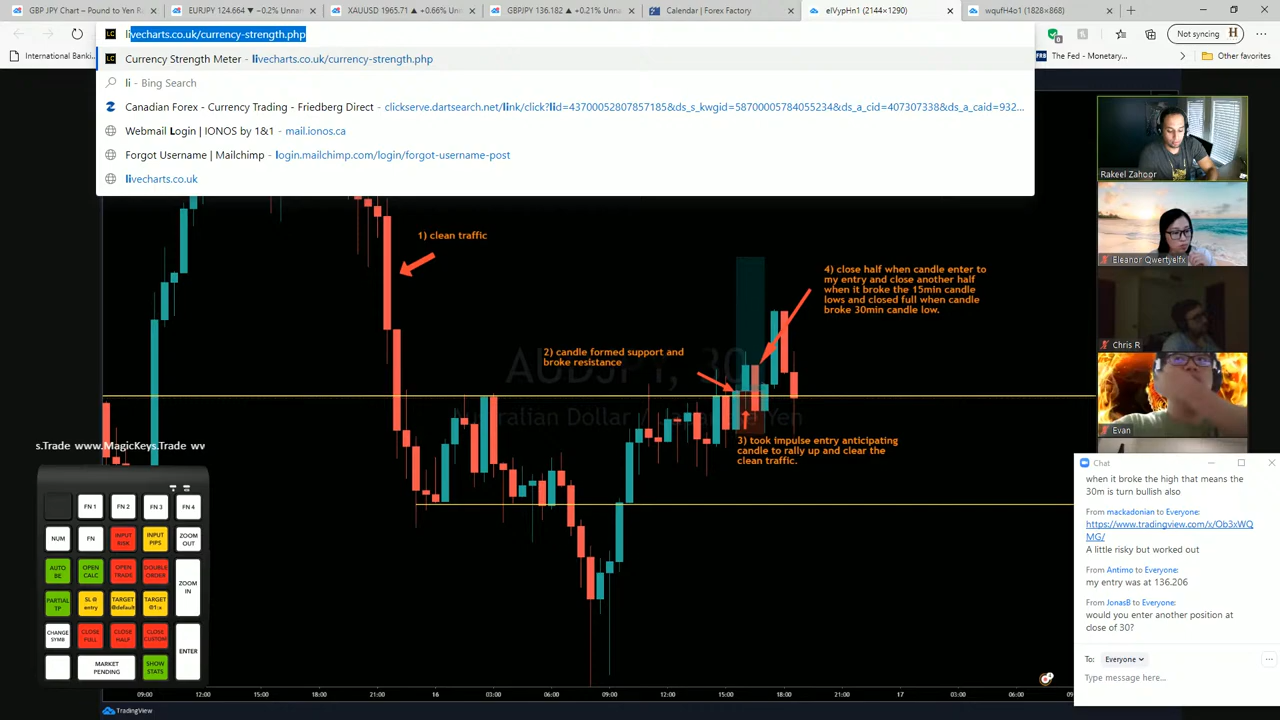 GBP JPY Chart — Pound to Yen R
EURJPY 124.664 ▼ −0.2% Unnam
XAUUSD 1965.71 ▲ +0.66% Unnam
GBPJPY 136.182 ▲ +0.21% Unnam
Calendar | Forex Factory
eIVypHn1 (2144×1290)
wqufH4o1 (1828×868)
livecharts.co.uk/currency-strength.php
Not syncing
International Banki...
The Fed - Monetary...
Other favorites
Currency Strength Meter - livecharts.co.uk/currency-strength.php
li - Bing Search
Canadian Forex - Currency Trading - Friedberg Direct - clickserve.dartsearch.net/link/click?lid=43700052807857185&ds_s_kwgid=58700005784055234&ds_a_cid=407307338&ds_a_caid=932...
Webmail Login | IONOS by 1&1 - mail.ionos.ca
Forgot Username | Mailchimp - login.mailchimp.com/login/forgot-username-post
livecharts.co.uk
1) clean traffic
4) close half when candle enter to
my entry and close another half
when it broke the 15min candle
lows and closed full when candle
broke 30min candle low.
2) candle formed support and
broke resistance
AUDJPY, 30
Australian Dollar / Japanese Yen
3) took impulse entry anticipating
candle to rally up and clear the
clean traffic.
s.Trade www.MagicKeys.Trade wv
FN 1
FN 2
FN 3
FN 4
NUM
FN
INPUT RISK
INPUT PIPS
ZOOM OUT
AUTO BE
OPEN CALC
OPEN TRADE
DOUBLE ORDER
ZOOM IN
PARTIAL TP
SL @ entry
TARGET @default
TARGET @1:x
CHANGE SYMB
CLOSE FULL
CLOSE HALF
CLOSE CUSTOM
ENTER
MARKET PENDING
SHOW STATS
09:00 12:00 15:00 18:00 21:00 16 03:00 06:00 09:00 12:00 15:00 18:00 17 03:00 06:00 09:
TradingView
Rakeel Zahoor
Eleanor Qwertyelfx
Chris R
Evan
Chat
when it broke the high that means the
30m is turn bullish also
From mackadonian to Everyone:
https://www.tradingview.com/x/Ob3xWQ
MG/
A little risky but worked out
From Antimo to Everyone:
my entry was at 136.206
From JonasB to Everyone:
would you enter another position at
close of 30?
To: Everyone
Type message here...